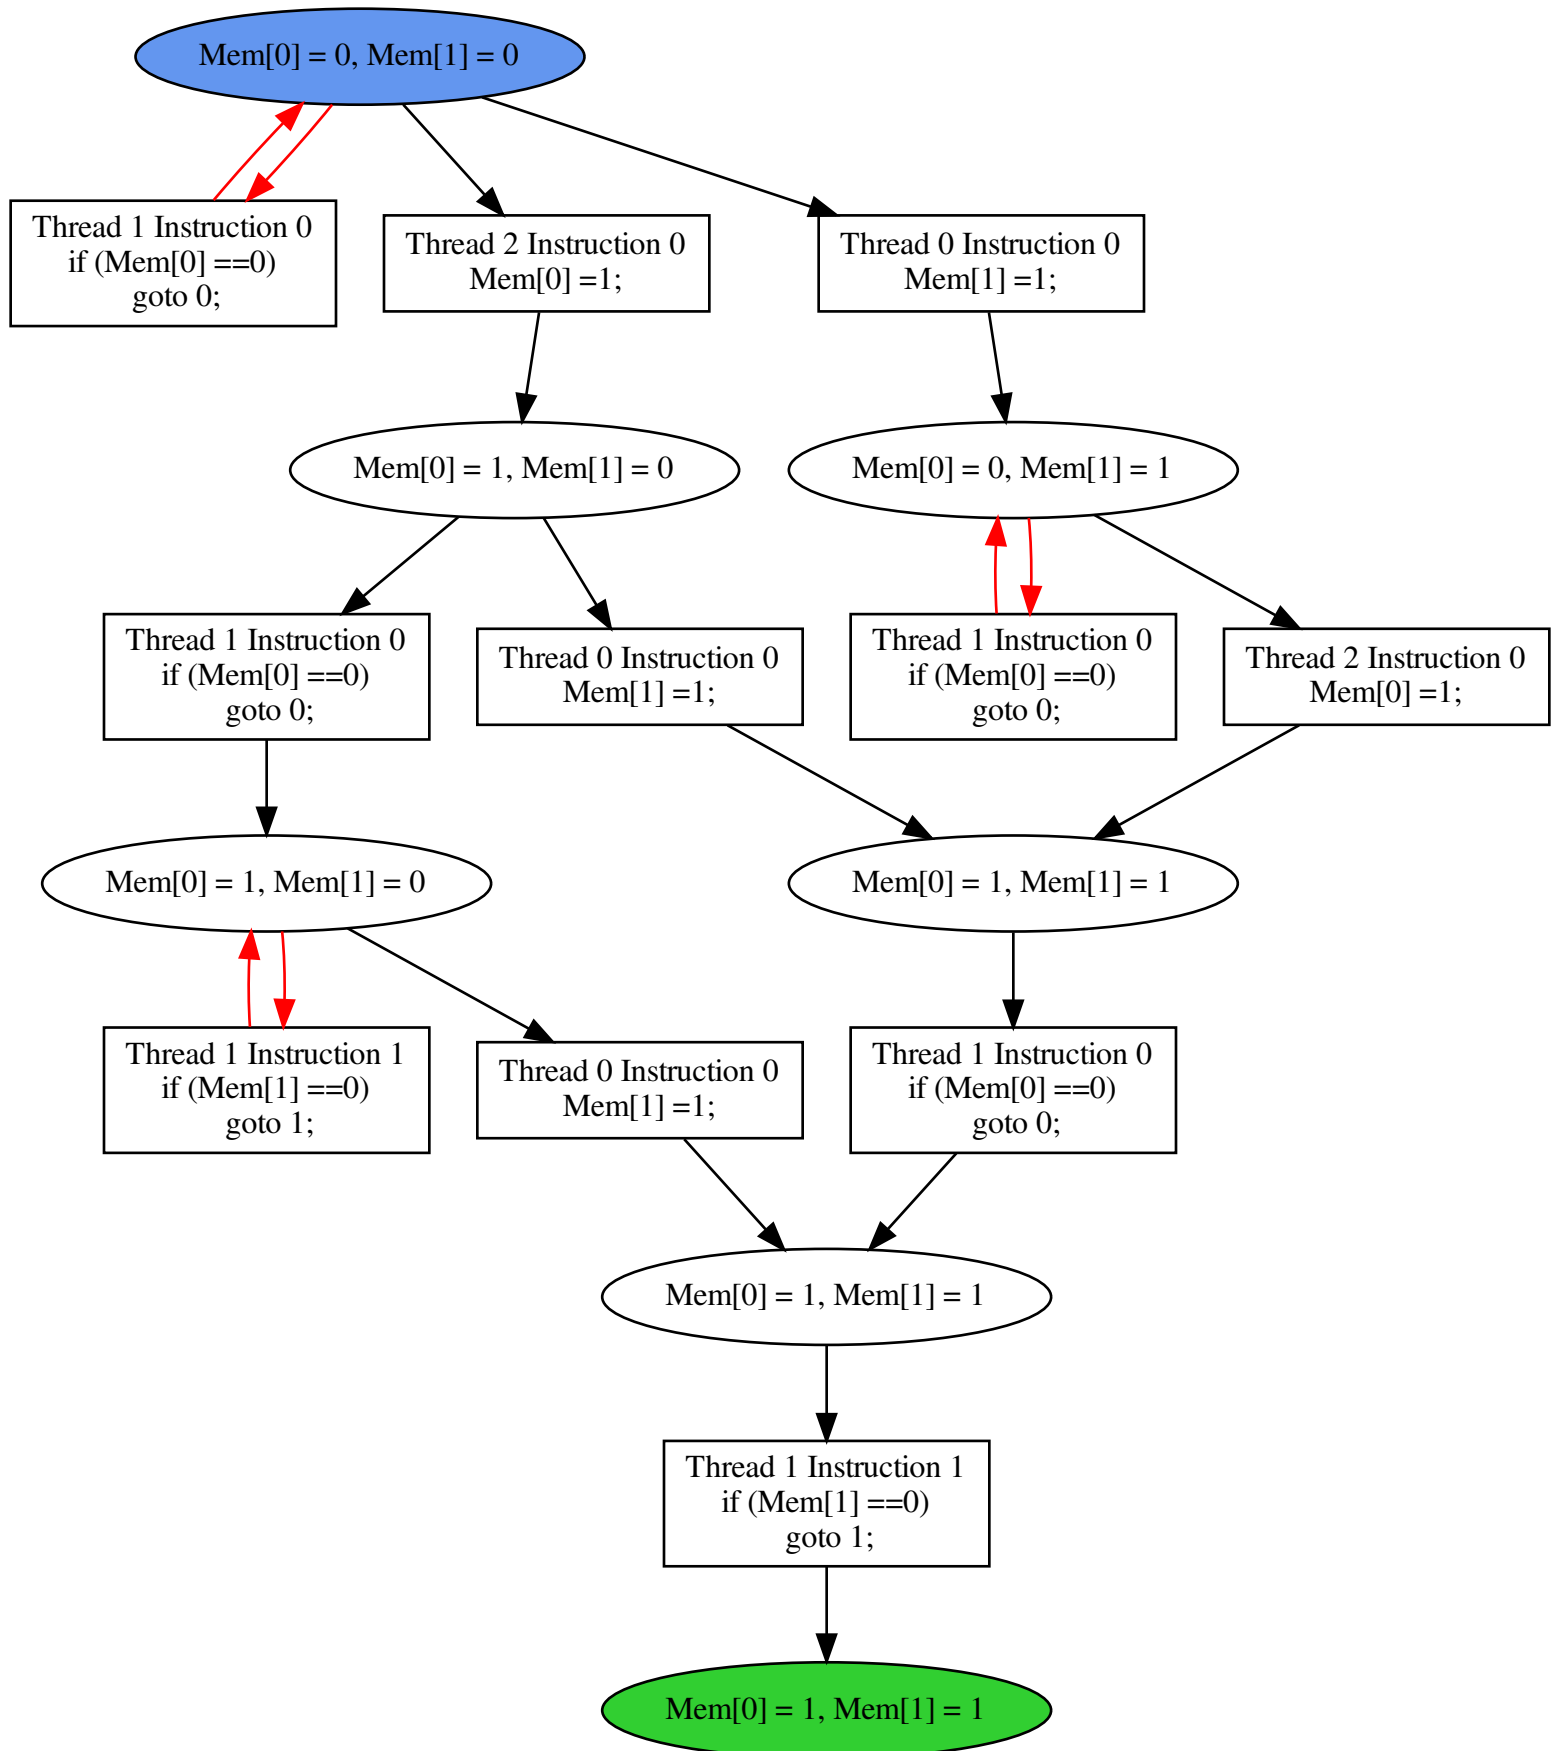 Mem[0] = 0, Mem[1] = 0
Thread 1 Instruction 0
if (Mem[0] ==0)
goto 0;
Thread 2 Instruction 0
Mem[0] =1;
Thread 0 Instruction 0
Mem[1] =1;
Mem[0] = 1, Mem[1] = 0
Mem[0] = 0, Mem[1] = 1
Thread 1 Instruction 0
if (Mem[0] ==0)
goto 0;
Thread 0 Instruction 0
Mem[1] =1;
Thread 1 Instruction 0
if (Mem[0] ==0)
goto 0;
Thread 2 Instruction 0
Mem[0] =1;
Mem[0] = 1, Mem[1] = 0
Mem[0] = 1, Mem[1] = 1
Thread 1 Instruction 1
if (Mem[1] ==0)
goto 1;
Thread 0 Instruction 0
Mem[1] =1;
Thread 1 Instruction 0
if (Mem[0] ==0)
goto 0;
Mem[0] = 1, Mem[1] = 1
Thread 1 Instruction 1
if (Mem[1] ==0)
goto 1;
Mem[0] = 1, Mem[1] = 1